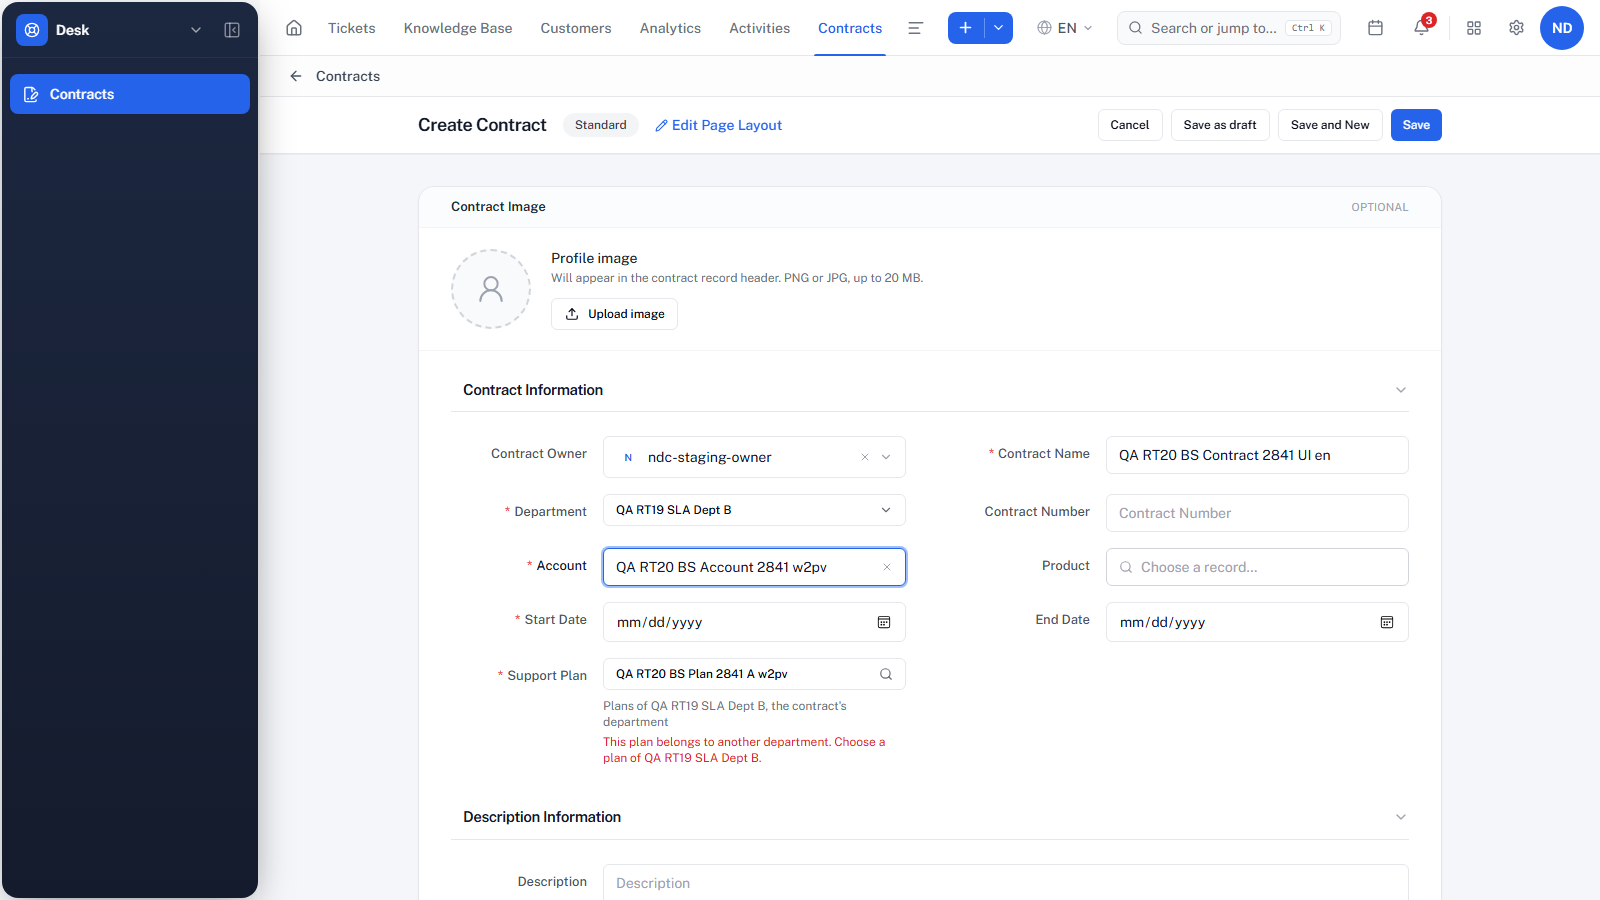 Desk
Contracts
Tickets
Knowledge Base
Customers
Analytics
Activities
Contracts
EN
Search or jump to...
Ctrl K
3
ND
Contracts
Create Contract
Standard
Edit Page Layout
Cancel
Save as draft
Save and New
Save
Contract Image
OPTIONAL
Profile image
Will appear in the contract record header. PNG or JPG, up to 20 MB.
Upload image
Contract Information
Contract Owner
N
ndc-staging-owner
* Contract Name
QA RT20 BS Contract 2841 UI en
* Department
QA RT19 SLA Dept B
Contract Number
Contract Number
* Account
QA RT20 BS Account 2841 w2pv
Product
Choose a record...
* Start Date
mm/dd/yyyy
End Date
mm/dd/yyyy
* Support Plan
QA RT20 BS Plan 2841 A w2pv
Plans of QA RT19 SLA Dept B, the contract's
department
This plan belongs to another department. Choose a
plan of QA RT19 SLA Dept B.
Description Information
Description
Description